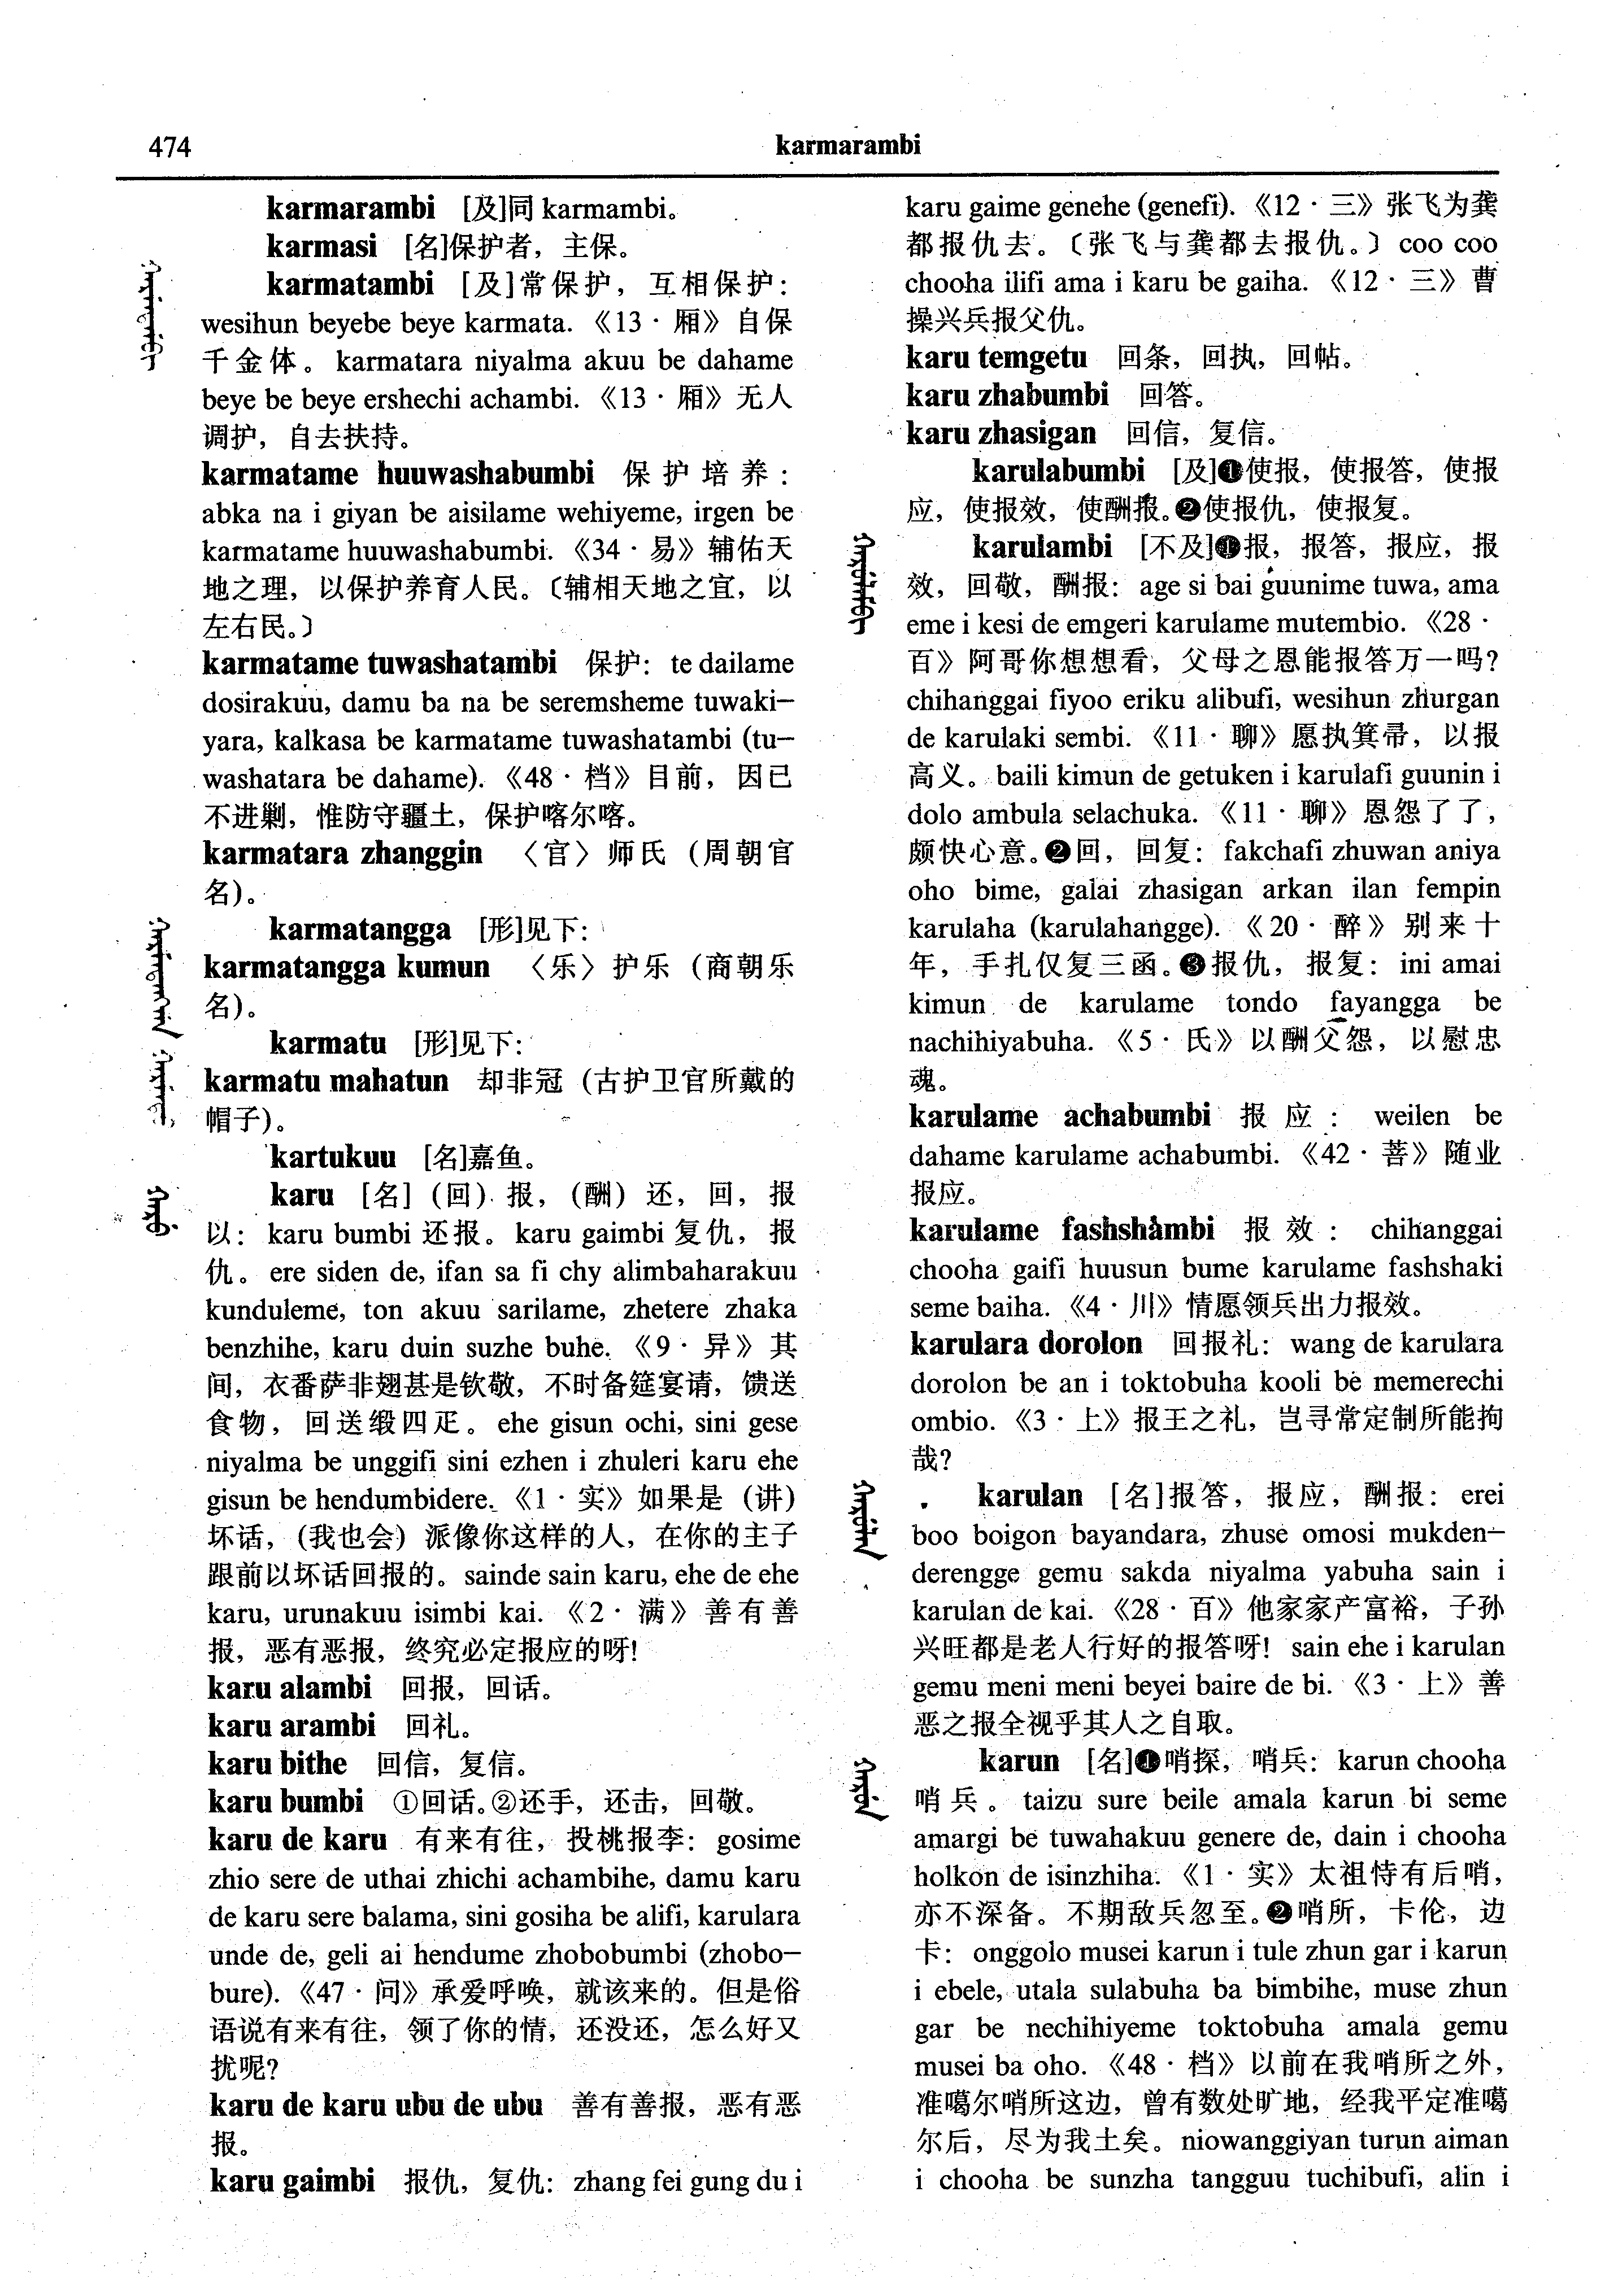 474
karmarambi
karmarambi [及]同 karmambi。
karmasi [名]保护者，主保。
karmatambi [及]常保护，互相保护：
wesihun beyebe beye karmata. 《13·厢》自保
千金体。karmatara niyalma akuu be dahame
beye be beye ershechi achambi. 《13·厢》无人
调护，自去扶持。
karmatame huuwashabumbi 保护培养：
abka na i giyan be aisilame wehiyeme, irgen be
karmatame huuwashabumbi. 《34·易》辅佑天
地之理，以保护养育人民。〔辅相天地之宜，以
左右民。〕
karmatame tuwashatambi 保护：te dailame
dosirakuu, damu ba na be seremsheme tuwaki—
yara, kalkasa be karmatame tuwashatambi (tu—
washatara be dahame). 《48·档》目前，因已
不进剿，惟防守疆土，保护喀尔喀。
karmatara zhanggin 〈官〉师氏（周朝官
名）。
karmatangga [形]见下：
karmatangga kumun 〈乐〉护乐（商朝乐
名）。
karmatu [形]见下：
karmatu mahatun 却非冠（古护卫官所戴的
帽子）。
kartukuu [名]嘉鱼。
karu [名]（回）报，（酬）还，回，报
以：karu bumbi 还报。karu gaimbi 复仇，报
仇。ere siden de, ifan sa fi chy alimbaharakuu
kunduleme, ton akuu sarilame, zhetere zhaka
benzhihe, karu duin suzhe buhe. 《9·异》其
间，衣番萨非翅甚是钦敬，不时备筵宴请，馈送
食物，回送缎四疋。ehe gisun ochi, sini gese
niyalma be unggifi sini ezhen i zhuleri karu ehe
gisun be hendumbidere. 《1·实》如果是（讲）
坏话，（我也会）派像你这样的人，在你的主子
跟前以坏话回报的。sainde sain karu, ehe de ehe
karu, urunakuu isimbi kai. 《2·满》善有善
报，恶有恶报，终究必定报应的呀!
karu alambi 回报，回话。
karu arambi 回礼。
karu bithe 回信，复信。
karu bumbi ①回话。②还手，还击，回敬。
karu de karu 有来有往，投桃报李：gosime
zhio sere de uthai zhichi achambihe, damu karu
de karu sere balama, sini gosiha be alifi, karulara
unde de, geli ai hendume zhobobumbi (zhobo—
bure). 《47·问》承爱呼唤，就该来的。但是俗
语说有来有往，领了你的情，还没还，怎么好又
扰呢?
karu de karu ubu de ubu 善有善报，恶有恶
报。
karu gaimbi 报仇，复仇：zhang fei gung du i
karu gaime genehe (genefi). 《12·三》张飞为龚
都报仇去。〔张飞与龚都去报仇。〕coo coo
chooha ilifi ama i karu be gaiha. 《12·三》曹
操兴兵报父仇。
karu temgetu 回条，回执，回帖。
karu zhabumbi 回答。
karu zhasigan 回信，复信。
karulabumbi [及]❶使报，使报答，使报
应，使报效，使酬报。❷使报仇，使报复。
karulambi [不及]❶报，报答，报应，报
效，回敬，酬报：age si bai guunime tuwa, ama
eme i kesi de emgeri karulame mutembio. 《28·
百》阿哥你想想看，父母之恩能报答万一吗?
chihanggai fiyoo eriku alibufi, wesihun zhurgan
de karulaki sembi. 《11·聊》愿执箕帚，以报
高义。baili kimun de getuken i karulafi guunin i
dolo ambula selachuka. 《11·聊》恩怨了了，
颇快心意。❷回，回复：fakchafi zhuwan aniya
oho bime, galai zhasigan arkan ilan fempin
karulaha (karulahangge). 《20·醉》别来十
年，手扎仅复三函。❸报仇，报复：ini amai
kimun de karulame tondo fayangga be
nachihiyabuha. 《5·氏》以酬父怨，以慰忠
魂。
karulame achabumbi 报应：weilen be
dahame karulame achabumbi. 《42·菩》随业
报应。
karulame fashshambi 报效：chihanggai
chooha gaifi huusun bume karulame fashshaki
seme baiha. 《4·川》情愿领兵出力报效。
karulara dorolon 回报礼：wang de karulara
dorolon be an i toktobuha kooli be memerechi
ombio. 《3·上》报王之礼，岂寻常定制所能拘
哉?
karulan [名]报答，报应，酬报：erei
boo boigon bayandara, zhuse omosi mukden—
derengge gemu sakda niyalma yabuha sain i
karulan de kai. 《28·百》他家家产富裕，子孙
兴旺都是老人行好的报答呀! sain ehe i karulan
gemu meni meni beyei baire de bi. 《3·上》善
恶之报全视乎其人之自取。
karun [名]❶哨探，哨兵：karun chooha
哨兵。taizu sure beile amala karun bi seme
amargi be tuwahakuu genere de, dain i chooha
holkon de isinzhiha. 《1·实》太祖恃有后哨，
亦不深备。不期敌兵忽至。❷哨所，卡伦，边
卡：onggolo musei karun i tule zhun gar i karun
i ebele, utala sulabuha ba bimbihe, muse zhun
gar be nechihiyeme toktobuha amala gemu
musei ba oho. 《48·档》以前在我哨所之外，
准噶尔哨所这边，曾有数处旷地，经我平定准噶
尔后，尽为我土矣。niowanggiyan turun aiman
i chooha be sunzha tangguu tuchibufi, alin i